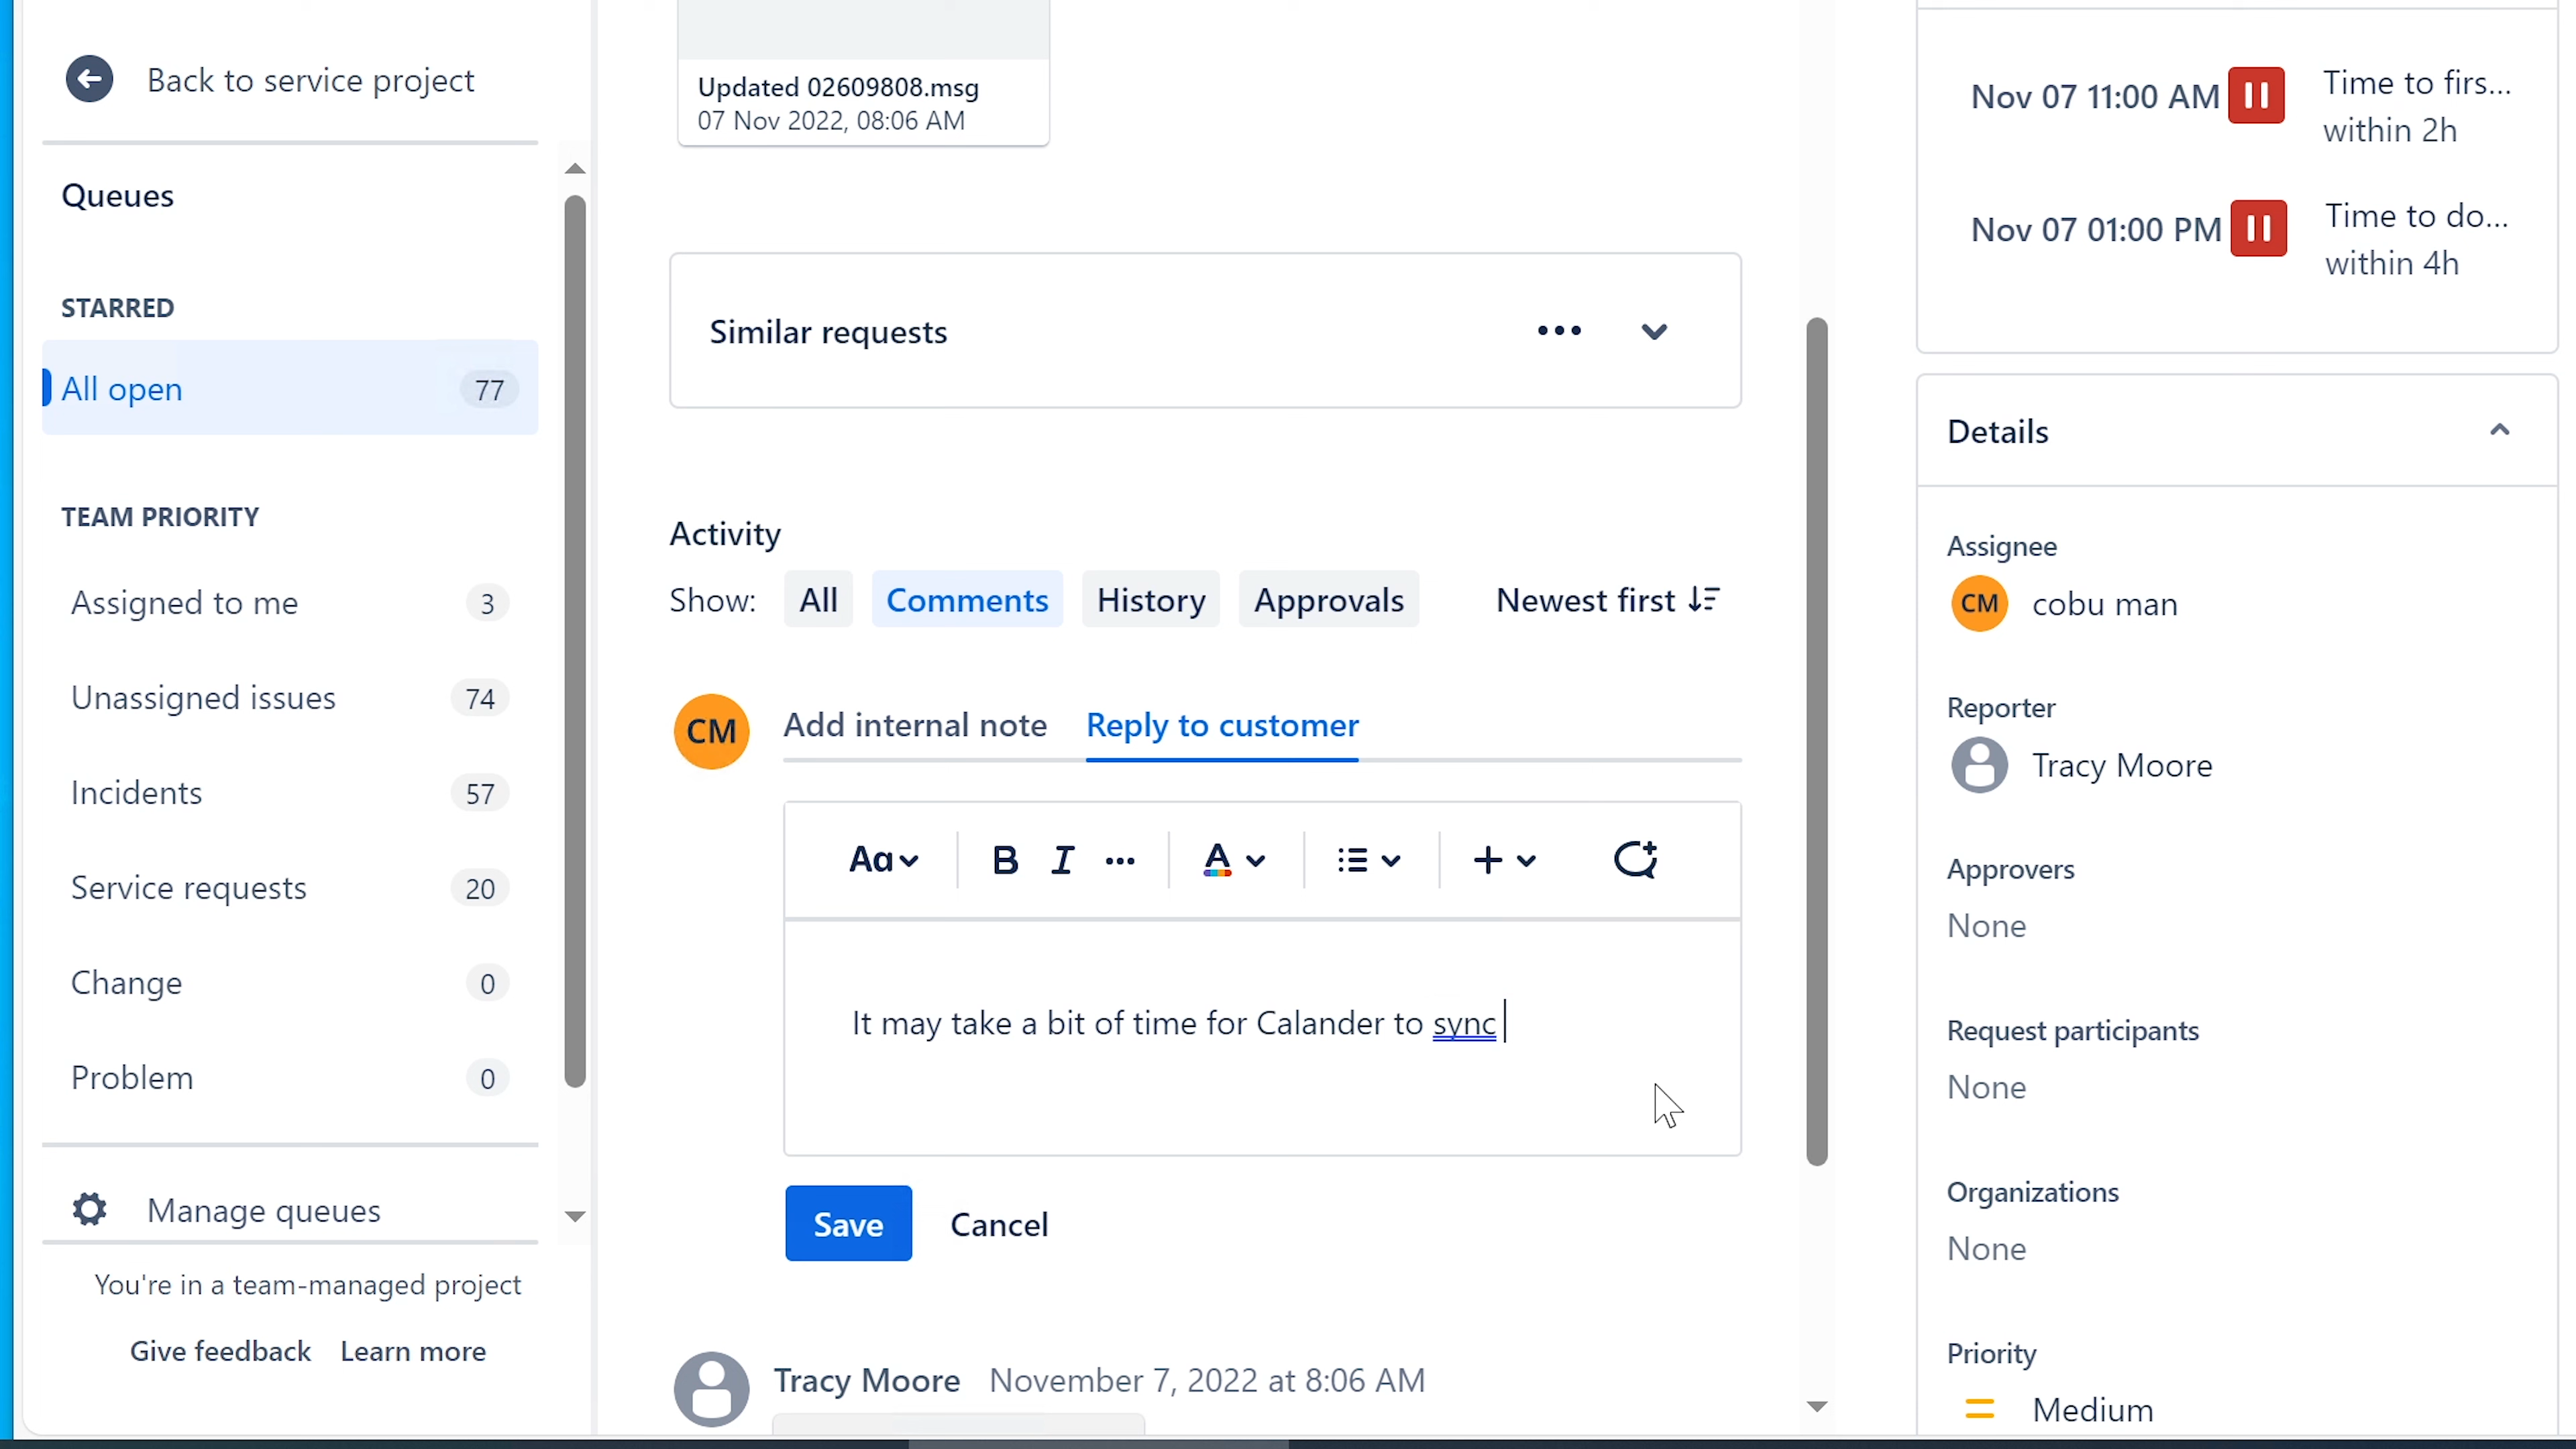 Back to service project
Queues
STARRED
All open 77
TEAM PRIORITY
Assigned to me 3
Unassigned issues 74
Incidents 57
Service requests 20
Change 0
Problem 0
Manage queues
You're in a team-managed project
Give feedback Learn more
Updated 02609808.msg
07 Nov 2022, 08:06 AM
Similar requests
Activity
Show: All Comments History Approvals Newest first
CM Add internal note Reply to customer
Aa B I A
It may take a bit of time for Calander to sync
Save Cancel
Tracy Moore November 7, 2022 at 8:06 AM
Nov 07 11:00 AM Time to firs...
within 2h
Nov 07 01:00 PM Time to do...
within 4h
Details
Assignee
CM cobu man
Reporter
Tracy Moore
Approvers
None
Request participants
None
Organizations
None
Priority
Medium